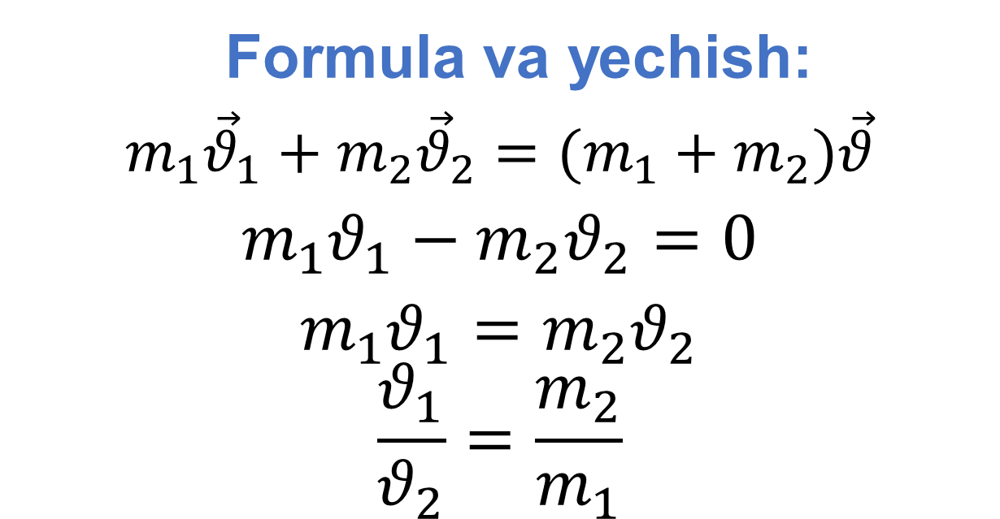 Formula va yechish:
m₁ϑ⃗₁ + m₂ϑ⃗₂ = (m₁ + m₂)ϑ⃗
m₁ϑ₁ − m₂ϑ₂ = 0
m₁ϑ₁ = m₂ϑ₂
ϑ₁/ϑ₂ = m₂/m₁